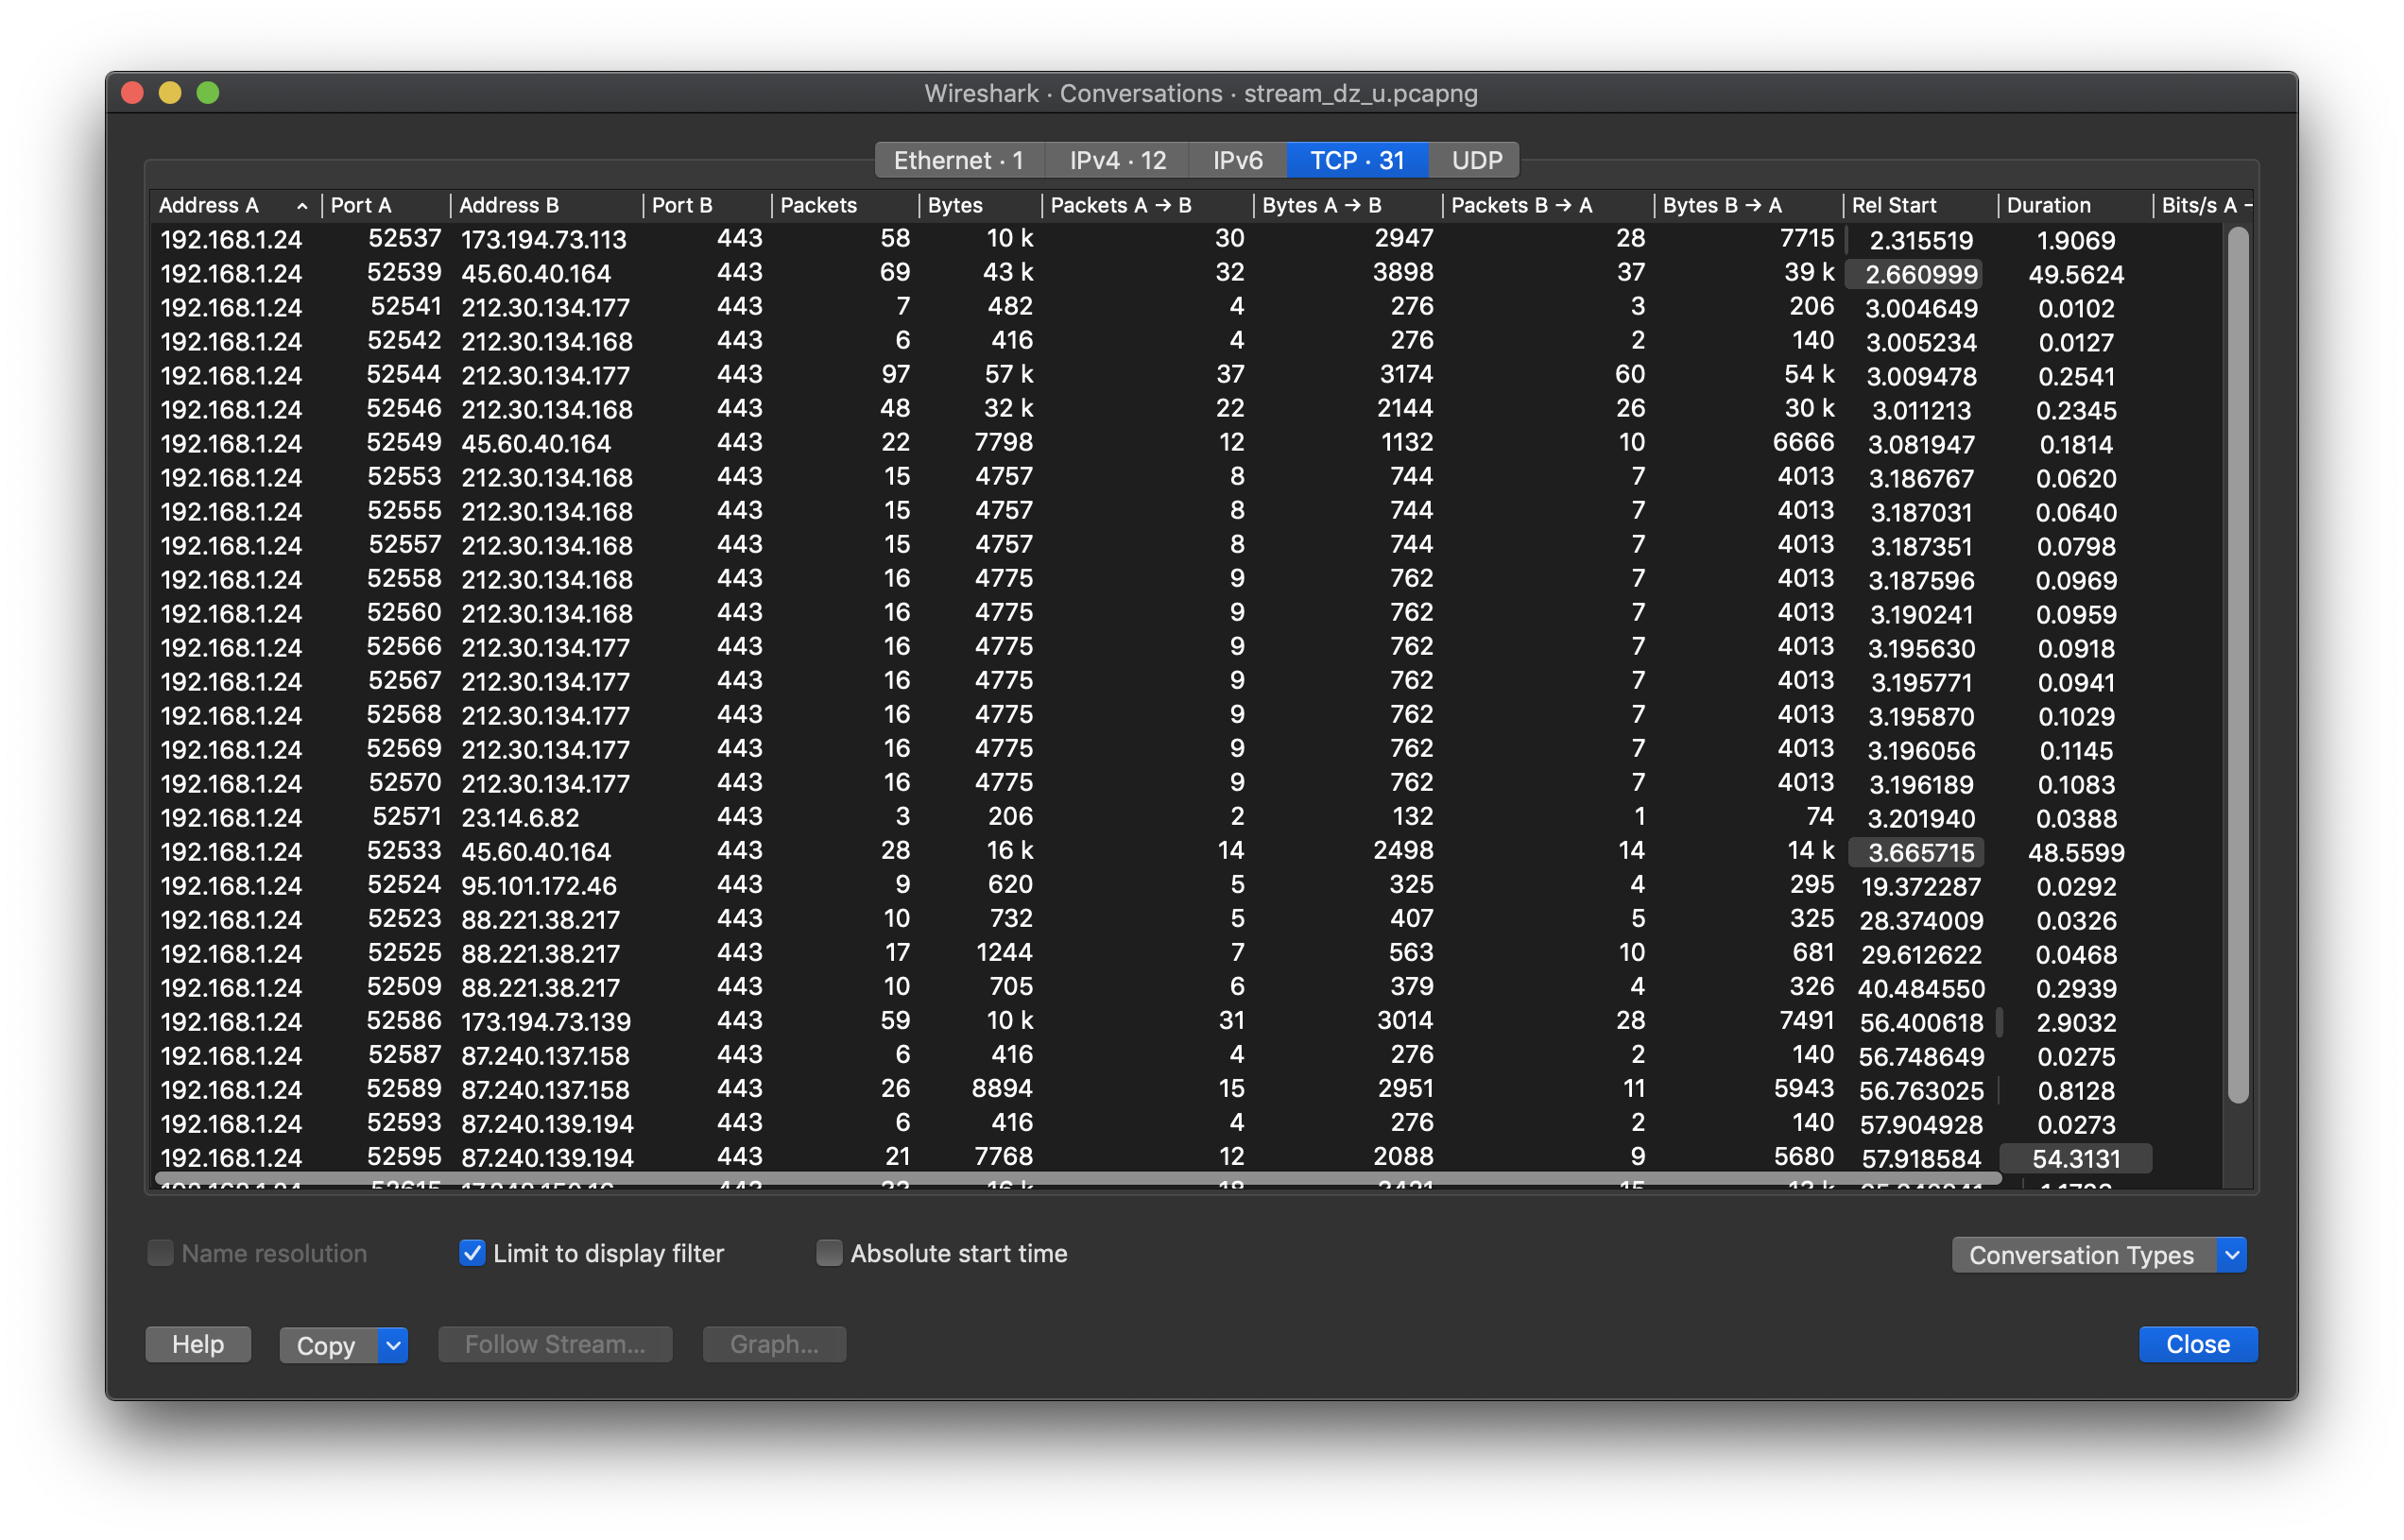 Wireshark · Conversations · stream_dz_u.pcapng
Ethernet · 1 IPv4 · 12 IPv6 TCP · 31 UDP
Address A Port A Address B Port B Packets Bytes Packets A → B Bytes A → B Packets B → A Bytes B → A Rel Start Duration Bits/s A
192.168.1.24 52537 173.194.73.113 443 58 10 k 30 2947 28 7715 2.315519 1.9069
192.168.1.24 52539 45.60.40.164 443 69 43 k 32 3898 37 39 k 2.660999 49.5624
192.168.1.24 52541 212.30.134.177 443 7 482 4 276 3 206 3.004649 0.0102
192.168.1.24 52542 212.30.134.168 443 6 416 4 276 2 140 3.005234 0.0127
192.168.1.24 52544 212.30.134.177 443 97 57 k 37 3174 60 54 k 3.009478 0.2541
192.168.1.24 52546 212.30.134.168 443 48 32 k 22 2144 26 30 k 3.011213 0.2345
192.168.1.24 52549 45.60.40.164 443 22 7798 12 1132 10 6666 3.081947 0.1814
192.168.1.24 52553 212.30.134.168 443 15 4757 8 744 7 4013 3.186767 0.0620
192.168.1.24 52555 212.30.134.168 443 15 4757 8 744 7 4013 3.187031 0.0640
192.168.1.24 52557 212.30.134.168 443 15 4757 8 744 7 4013 3.187351 0.0798
192.168.1.24 52558 212.30.134.168 443 16 4775 9 762 7 4013 3.187596 0.0969
192.168.1.24 52560 212.30.134.168 443 16 4775 9 762 7 4013 3.190241 0.0959
192.168.1.24 52566 212.30.134.177 443 16 4775 9 762 7 4013 3.195630 0.0918
192.168.1.24 52567 212.30.134.177 443 16 4775 9 762 7 4013 3.195771 0.0941
192.168.1.24 52568 212.30.134.177 443 16 4775 9 762 7 4013 3.195870 0.1029
192.168.1.24 52569 212.30.134.177 443 16 4775 9 762 7 4013 3.196056 0.1145
192.168.1.24 52570 212.30.134.177 443 16 4775 9 762 7 4013 3.196189 0.1083
192.168.1.24 52571 23.14.6.82 443 3 206 2 132 1 74 3.201940 0.0388
192.168.1.24 52533 45.60.40.164 443 28 16 k 14 2498 14 14 k 3.665715 48.5599
192.168.1.24 52524 95.101.172.46 443 9 620 5 325 4 295 19.372287 0.0292
192.168.1.24 52523 88.221.38.217 443 10 732 5 407 5 325 28.374009 0.0326
192.168.1.24 52525 88.221.38.217 443 17 1244 7 563 10 681 29.612622 0.0468
192.168.1.24 52509 88.221.38.217 443 10 705 6 379 4 326 40.484550 0.2939
192.168.1.24 52586 173.194.73.139 443 59 10 k 31 3014 28 7491 56.400618 2.9032
192.168.1.24 52587 87.240.137.158 443 6 416 4 276 2 140 56.748649 0.0275
192.168.1.24 52589 87.240.137.158 443 26 8894 15 2951 11 5943 56.763025 0.8128
192.168.1.24 52593 87.240.139.194 443 6 416 4 276 2 140 57.904928 0.0273
192.168.1.24 52595 87.240.139.194 443 21 7768 12 2088 9 5680 57.918584 54.3131
Name resolution Limit to display filter Absolute start time Conversation Types
Help Copy Follow Stream... Graph... Close